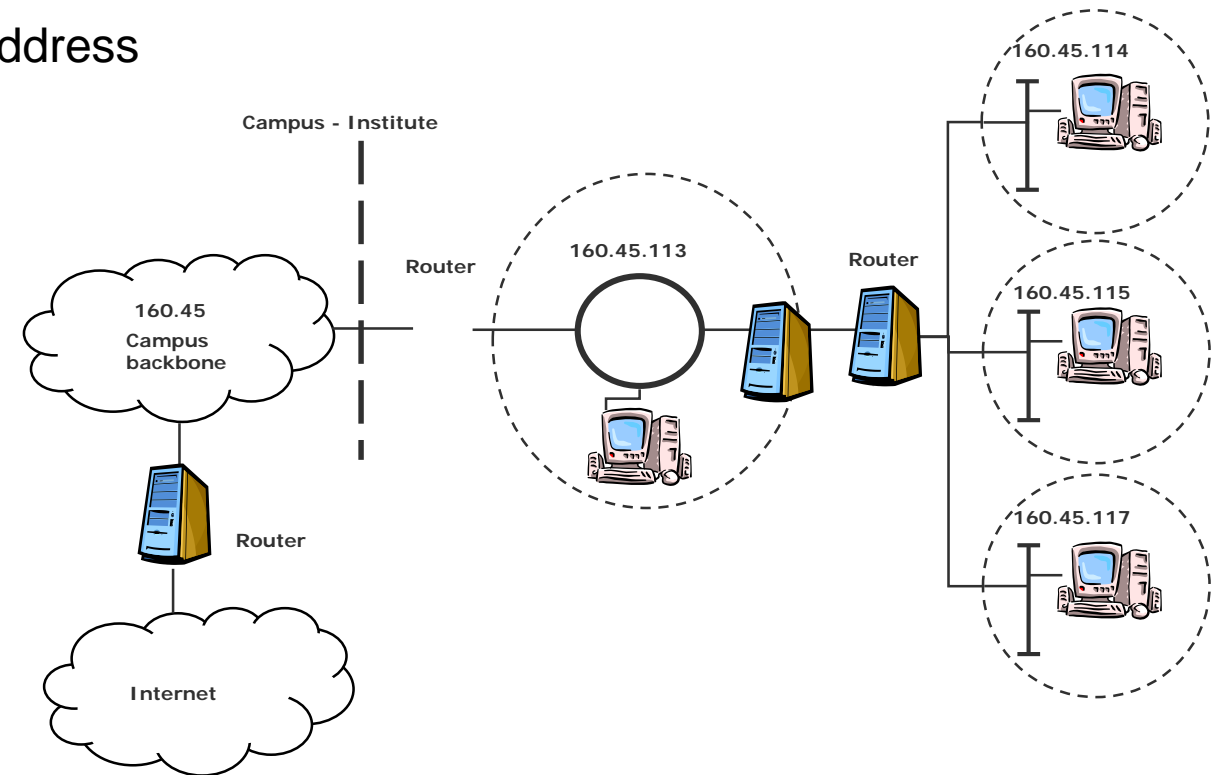 ddress
160.45.114
Campus - Institute
160.45.113
Router
Router
160.45.115
160.45
Campus
backbone
160.45.117
Router
Internet